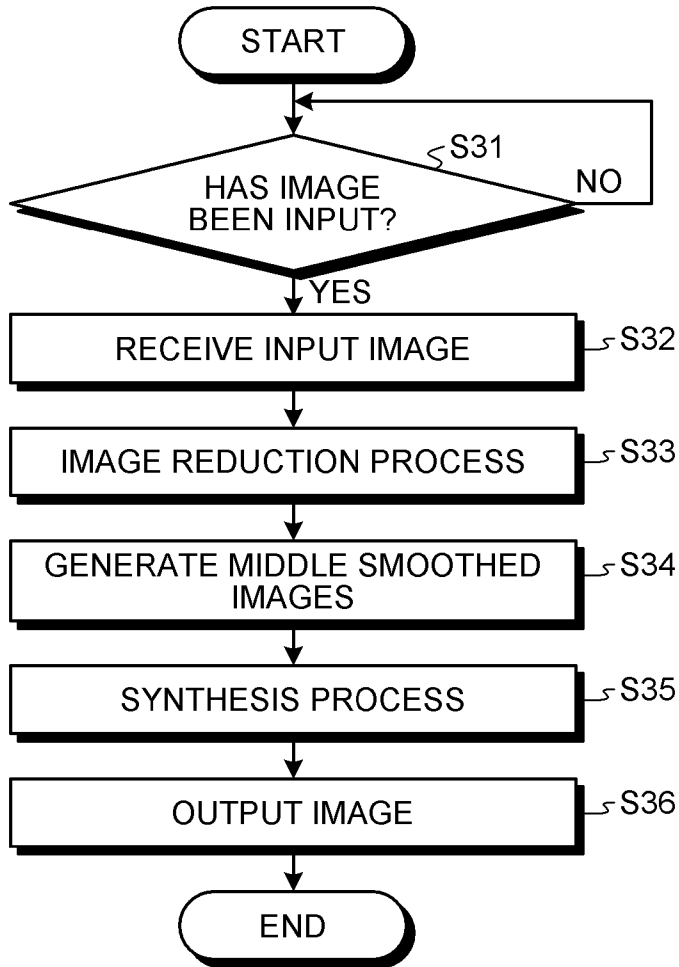 START
S31
HAS IMAGE
BEEN INPUT?
NO
YES
RECEIVE INPUT IMAGE
S32
IMAGE REDUCTION PROCESS
S33
GENERATE MIDDLE SMOOTHED
IMAGES
S34
SYNTHESIS PROCESS
S35
OUTPUT IMAGE
S36
END